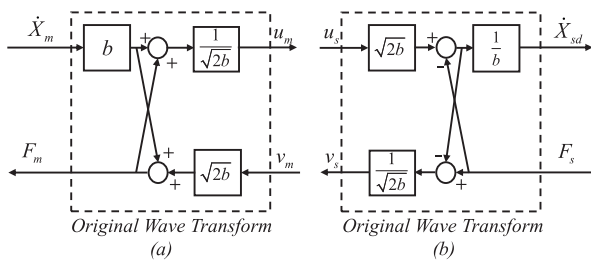 Ẋm b + + 1/√2b um
Fm + + √2b vm
Original Wave Transform
(a)
us √2b + - 1/b Ẋsd
vs 1/√2b - + Fs
Original Wave Transform
(b)